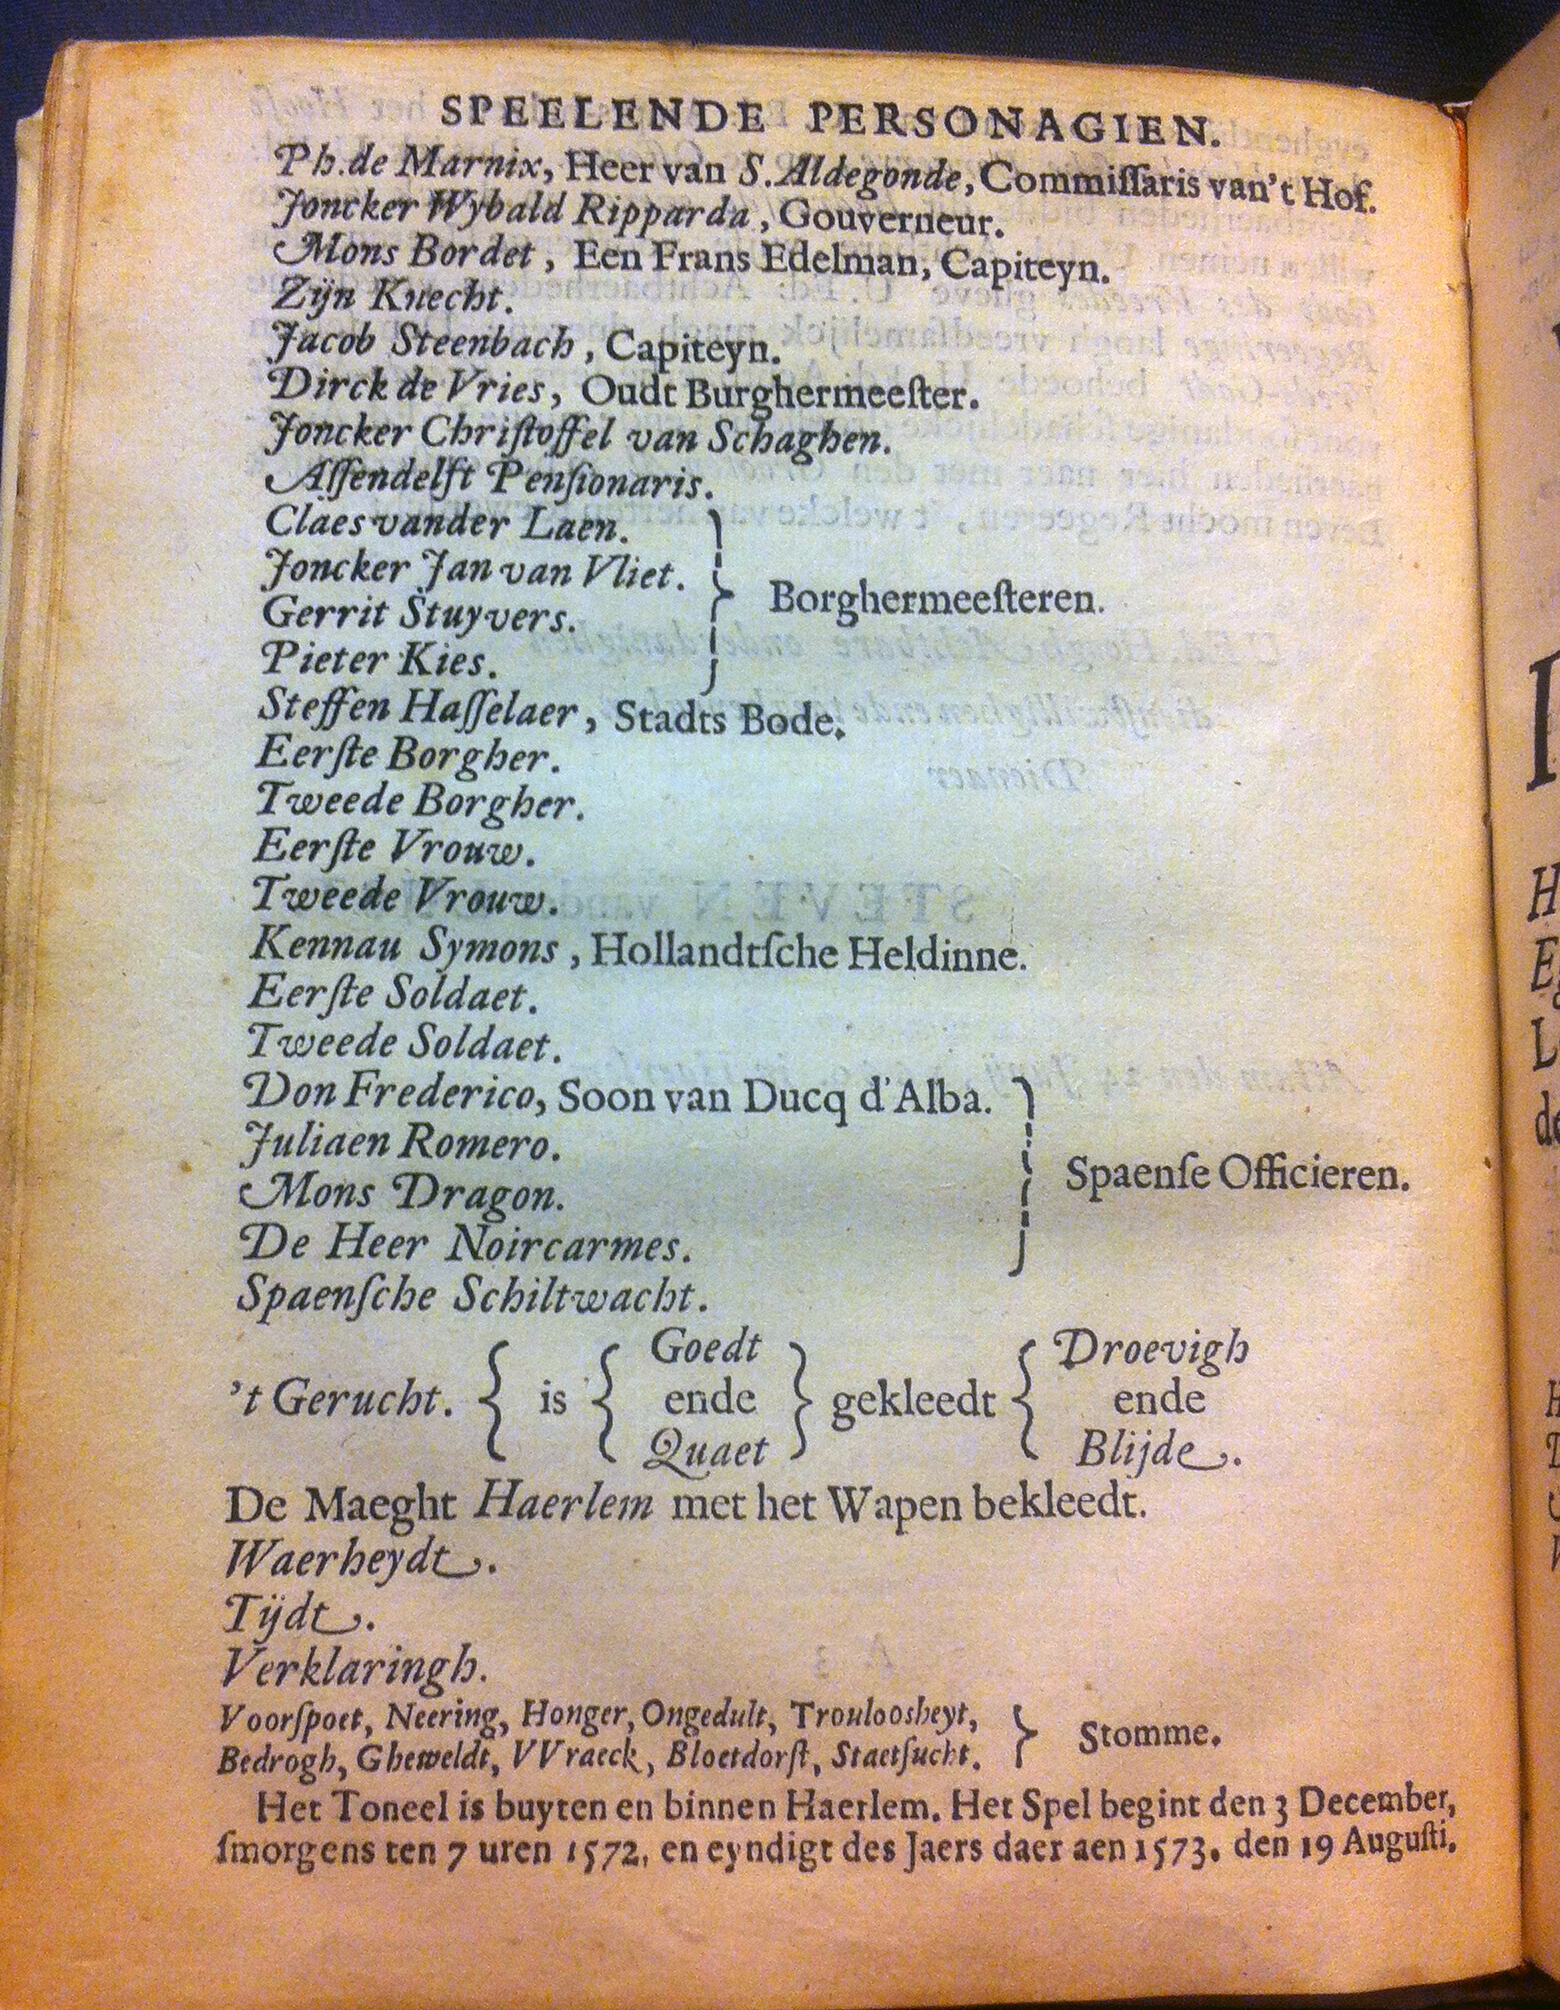 SPEELENDE PERSONAGIEN.
Ph. de Marnix, Heer van S. Aldegonde, Commiſſaris van't Hof.
Joncker Wybald Ripparda, Gouverneur.
Mons Bordet, Een Frans Edelman, Capiteyn.
Zijn Knecht.
Jacob Steenbach, Capiteyn.
Dirck de Vries, Oudt Burghermeeſter.
Joncker Chriſtoffel van Schaghen.
Aſſendelft Penſionaris.
Claes vander Laen.
Joncker Jan van Vliet.
Borghermeeſteren.
Gerrit Stuyvers.
Pieter Kies.
Steffen Haſſelaer, Stadts Bode.
Eerſte Borgher.
Tweede Borgher.
Eerſte Vrouw.
Tweede Vrouw.
Kennau Symons, Hollandtſche Heldinne.
Eerſte Soldaet.
Tweede Soldaet.
Don Frederico, Soon van Ducq d'Alba.
Juliaen Romero.
Spaenſe Officieren.
Mons Dragon.
De Heer Noircarmes.
Spaenſche Schiltwacht.
Goedt Droevigh
't Gerucht. { is { ende } gekleedt { ende
Quaet Blijde.
De Maeght Haerlem met het Wapen bekleedt.
Waerheydt.
Tijdt.
Verklaringh.
Voorſpoet, Neering, Honger, Ongedult, Trouloosheyt,
Stomme.
Bedrogh, Gheweldt, VVraeck, Bloetdorſt, Staetſucht.
Het Toneel is buyten en binnen Haerlem. Het Spel begint den 3 December,
ſmorgens ten 7 uren 1572, en eyndigt des Jaers daer aen 1573. den 19 Auguſti.